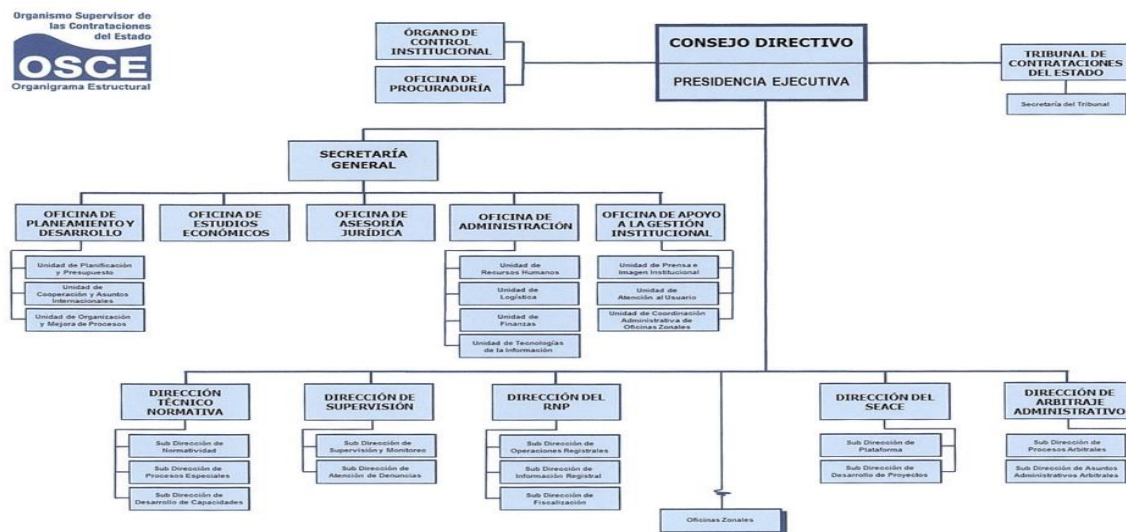 Organismo Supervisor de
las Contrataciones
del Estado
OSCE
Organigrama Estructural
ÓRGANO DE
CONTROL
INSTITUCIONAL
OFICINA DE
PROCURADURÍA
CONSEJO DIRECTIVO
PRESIDENCIA EJECUTIVA
TRIBUNAL DE
CONTRATACIONES
DEL ESTADO
Secretaría del Tribunal
SECRETARÍA
GENERAL
OFICINA DE
PLANEAMIENTO Y
DESARROLLO
Unidad de Planificación
y Presupuesto
Unidad de
Cooperación y Asuntos
Internacionales
Unidad de Organización
y Mejora de Procesos
OFICINA DE
ESTUDIOS
ECONÓMICOS
OFICINA DE
ASESORÍA
JURÍDICA
OFICINA DE
ADMINISTRACIÓN
Unidad de
Recursos Humanos
Unidad de
Logística
Unidad de
Finanzas
Unidad de Tecnologías
de la Información
OFICINA DE APOYO
A LA GESTIÓN
INSTITUCIONAL
Unidad de Prensa e
Imagen Institucional
Unidad de
Atención al Usuario
Unidad de Coordinación
Administrativa de
Oficinas Zonales
DIRECCIÓN
TÉCNICO
NORMATIVA
Sub Dirección de
Normatividad
Sub Dirección de
Procesos Especiales
Sub Dirección de
Desarrollo de Capacidades
DIRECCIÓN DE
SUPERVISIÓN
Sub Dirección de
Supervisión y Monitoreo
Sub Dirección de
Atención de Denuncias
DIRECCIÓN DEL
RNP
Sub Dirección de
Operaciones Registrales
Sub Dirección de
Información Registral
Sub Dirección de
Fiscalización
Oficinas Zonales
DIRECCIÓN DEL
SEACE
Sub Dirección de
Plataforma
Sub Dirección de
Desarrollo de Proyectos
DIRECCIÓN DE
ARBITRAJE
ADMINISTRATIVO
Sub Dirección de
Procesos Arbitrales
Sub Dirección de Asuntos
Administrativos Arbitrales